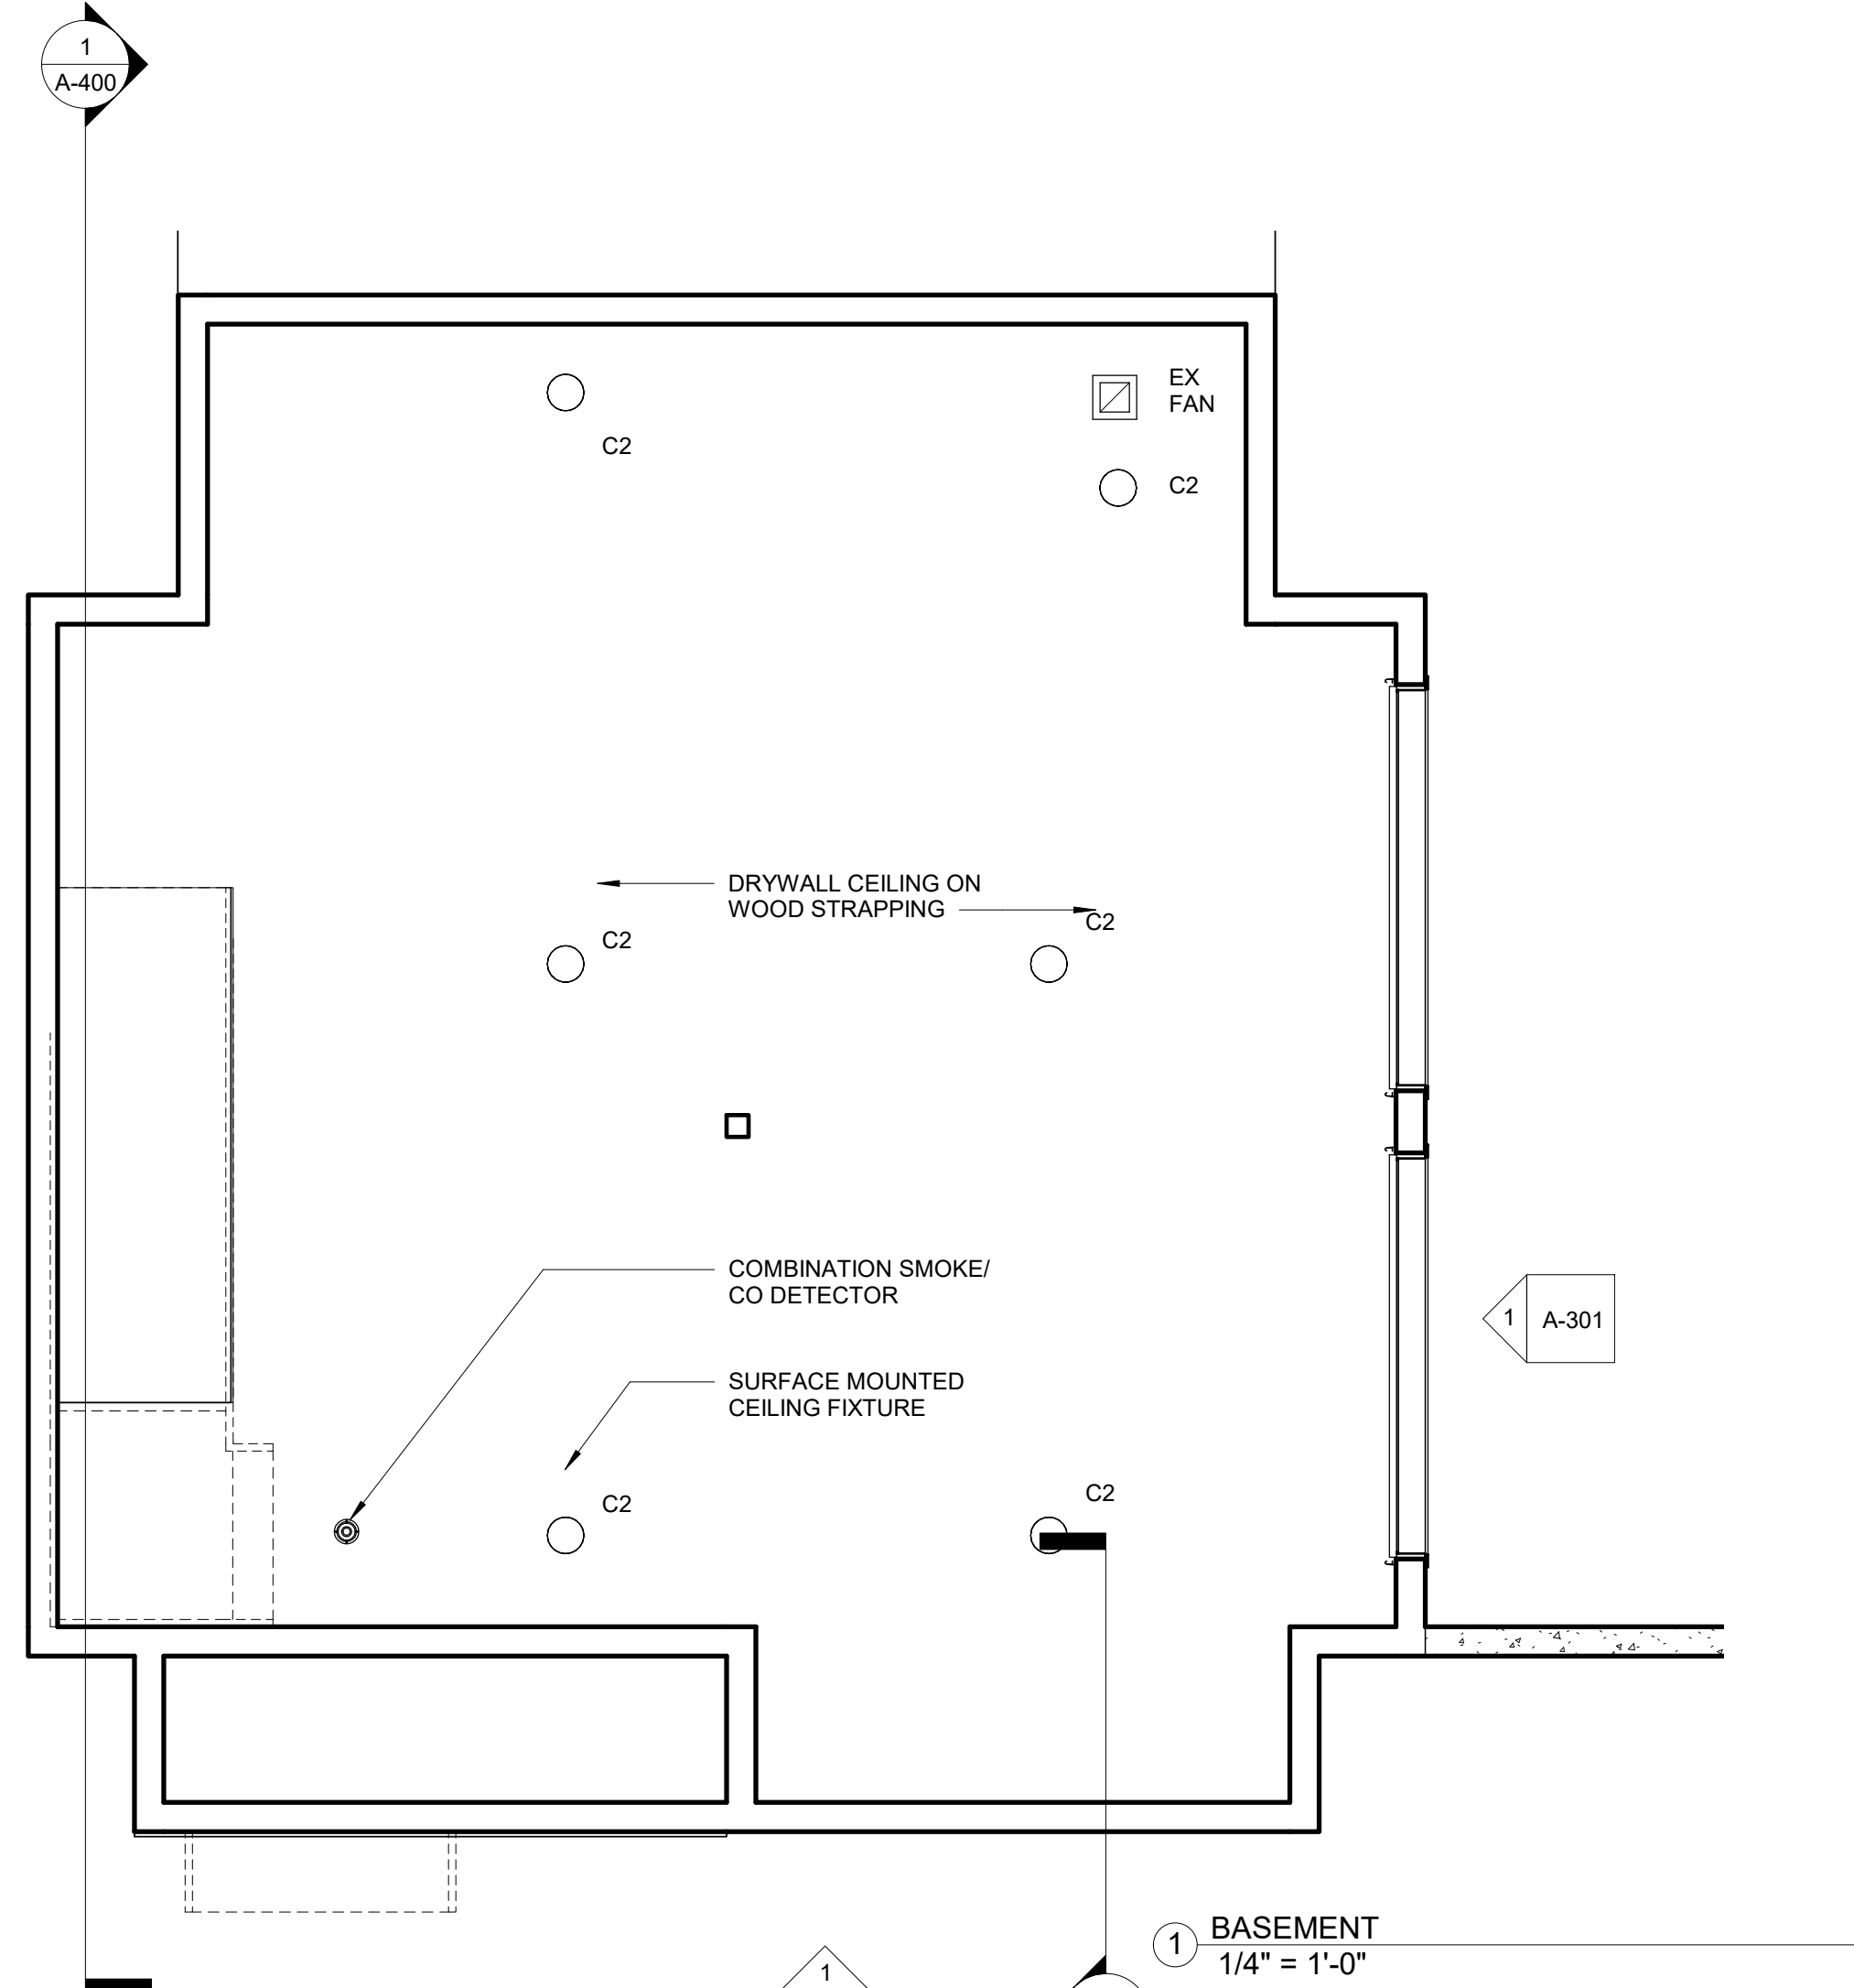 1
A-400
EX
FAN
C2
C2
DRYWALL CEILING ON
WOOD STRAPPING
C2
C2
COMBINATION SMOKE/
CO DETECTOR
1
A-301
SURFACE MOUNTED
CEILING FIXTURE
C2
C2
1
BASEMENT
1/4" = 1'-0"
1